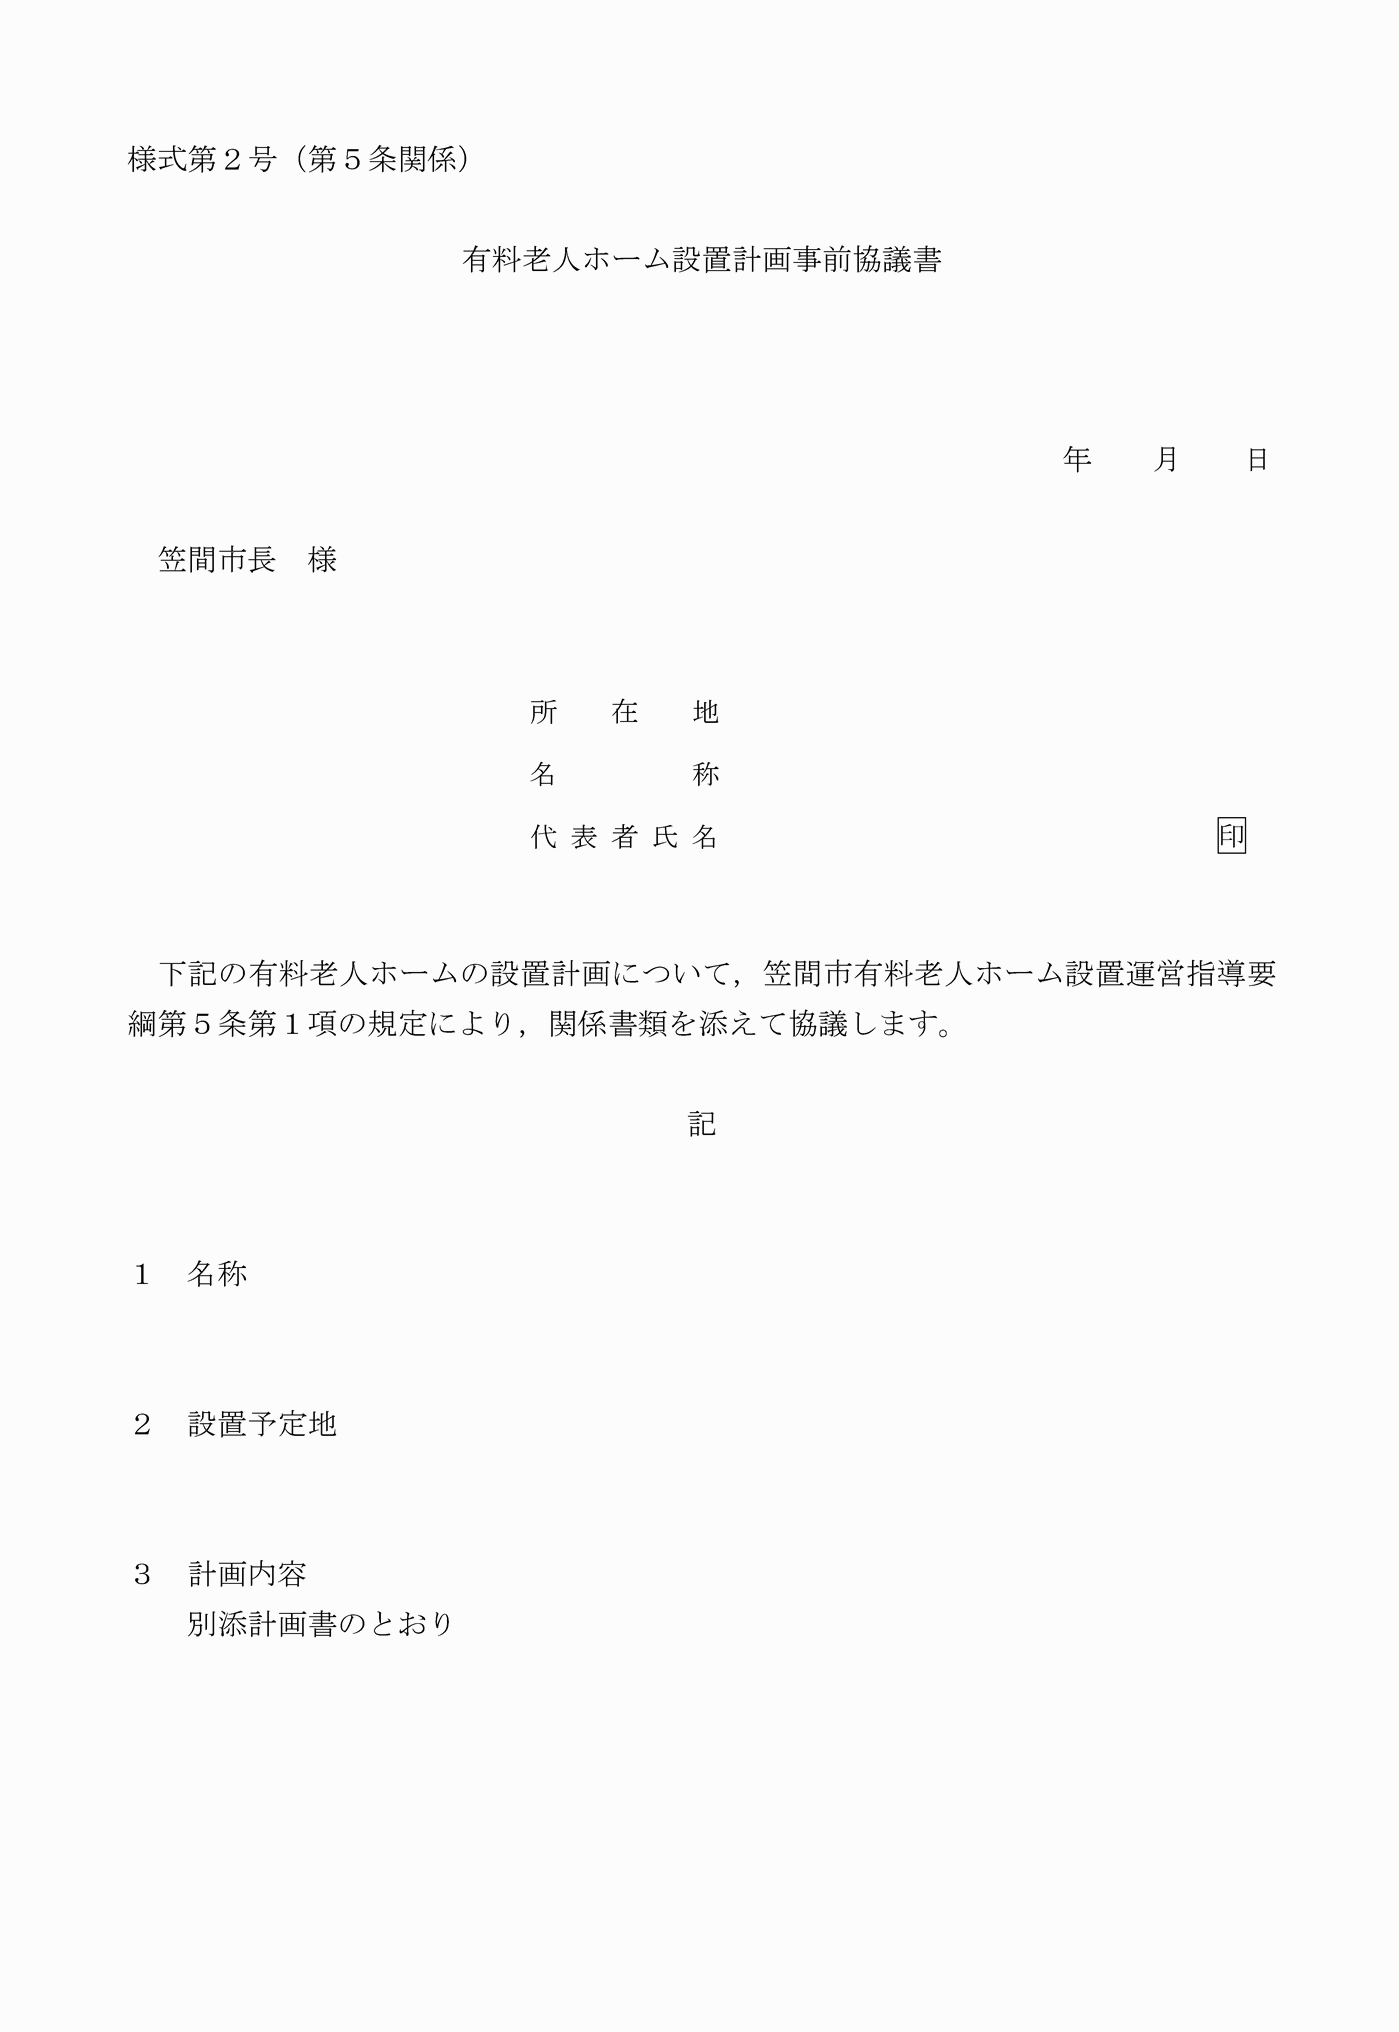 様式第２号（第５条関係）
有料老人ホーム設置計画事前協議書
年　　月　　日
笠間市長　様
所　在　地
名　　　称
代表者氏名　　　　　　　　　　印
下記の有料老人ホームの設置計画について，笠間市有料老人ホーム設置運営指導要
綱第５条第１項の規定により，関係書類を添えて協議します。
記
１　名称
２　設置予定地
３　計画内容
別添計画書のとおり